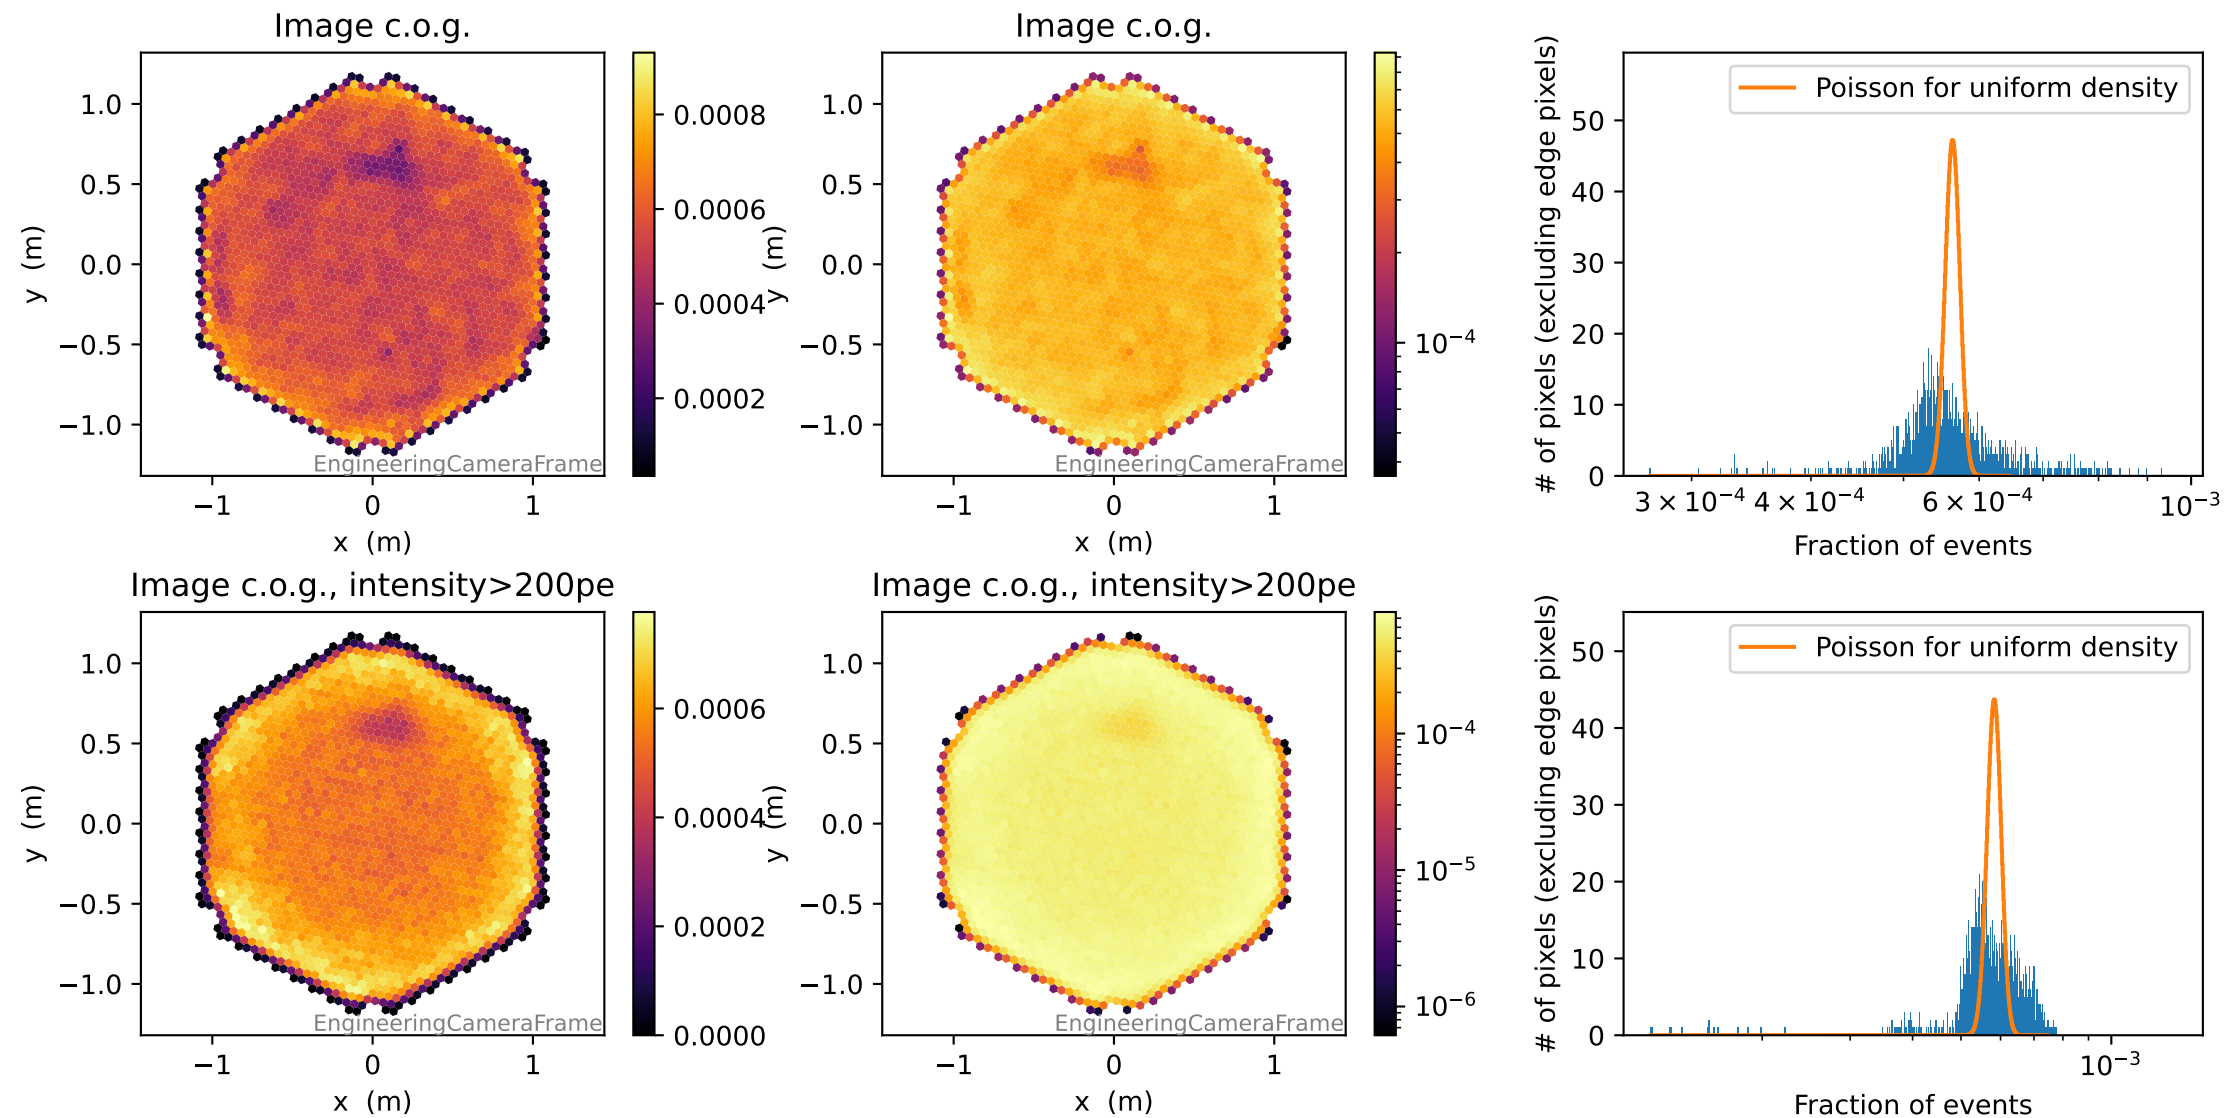 Image c.o.g.
1.0
0.5
0.0
−0.5
−1.0
y (m)
−1
0
1
x (m)
EngineeringCameraFrame
0.0008
0.0006
0.0004
0.0002
Image c.o.g.
1.0
0.5
0.0
−0.5
−1.0
y (m)
−1
0
1
x (m)
EngineeringCameraFrame
10⁻⁴
Poisson for uniform density
# of pixels (excluding edge pixels)
50
40
30
20
10
0
3 × 10⁻⁴
4 × 10⁻⁴
6 × 10⁻⁴
10⁻³
Fraction of events
Image c.o.g., intensity>200pe
1.0
0.5
0.0
−0.5
−1.0
y (m)
−1
0
1
x (m)
EngineeringCameraFrame
0.0006
0.0004
0.0002
0.0000
Image c.o.g., intensity>200pe
1.0
0.5
0.0
−0.5
−1.0
y (m)
−1
0
1
x (m)
EngineeringCameraFrame
10⁻⁴
10⁻⁵
10⁻⁶
Poisson for uniform density
# of pixels (excluding edge pixels)
50
40
30
20
10
0
10⁻³
Fraction of events